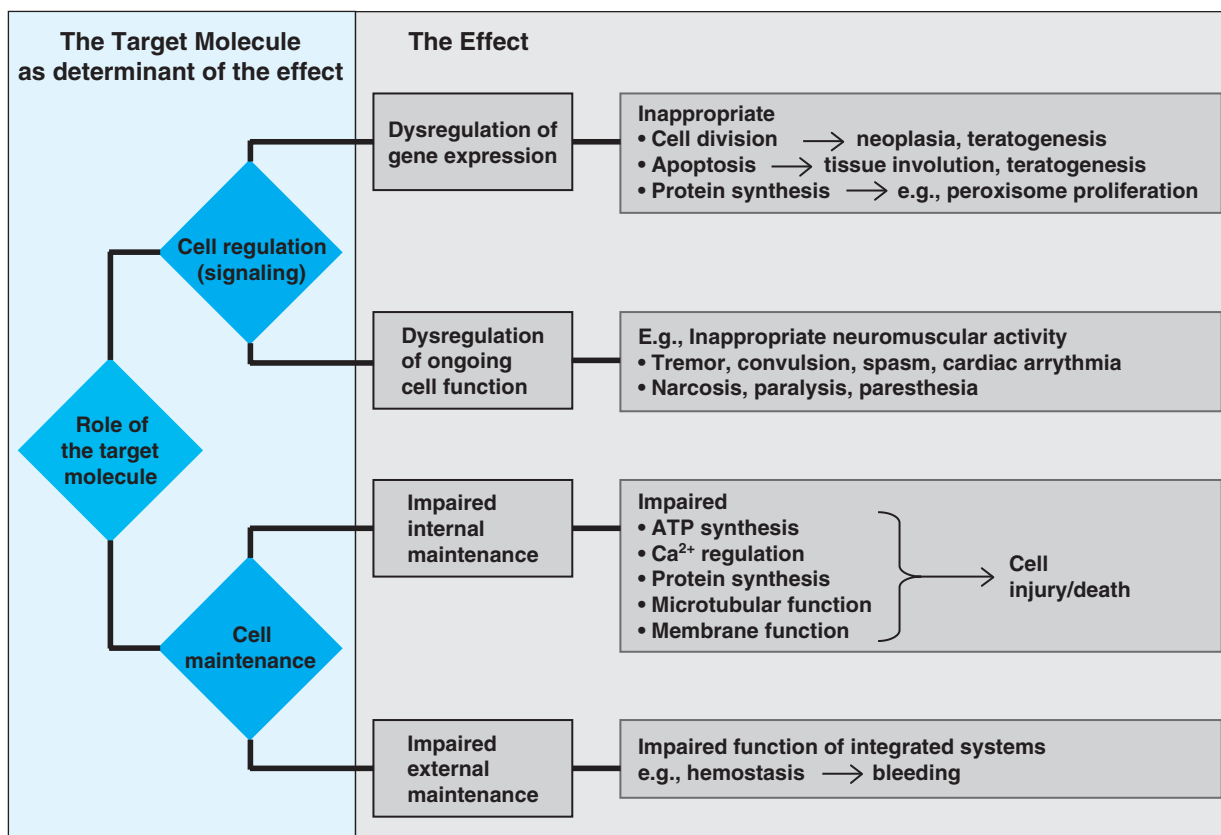 The Target Molecule
as determinant of the effect
The Effect
Role of
the target
molecule
Cell regulation
(signaling)
Dysregulation of
gene expression
Inappropriate
• Cell division → neoplasia, teratogenesis
• Apoptosis → tissue involution, teratogenesis
• Protein synthesis → e.g., peroxisome proliferation
Dysregulation
of ongoing
cell function
E.g., Inappropriate neuromuscular activity
• Tremor, convulsion, spasm, cardiac arrythmia
• Narcosis, paralysis, paresthesia
Cell
maintenance
Impaired
internal
maintenance
Impaired
• ATP synthesis
• Ca²⁺ regulation
• Protein synthesis
• Microtubular function
• Membrane function
Cell
injury/death
Impaired
external
maintenance
Impaired function of integrated systems
e.g., hemostasis → bleeding